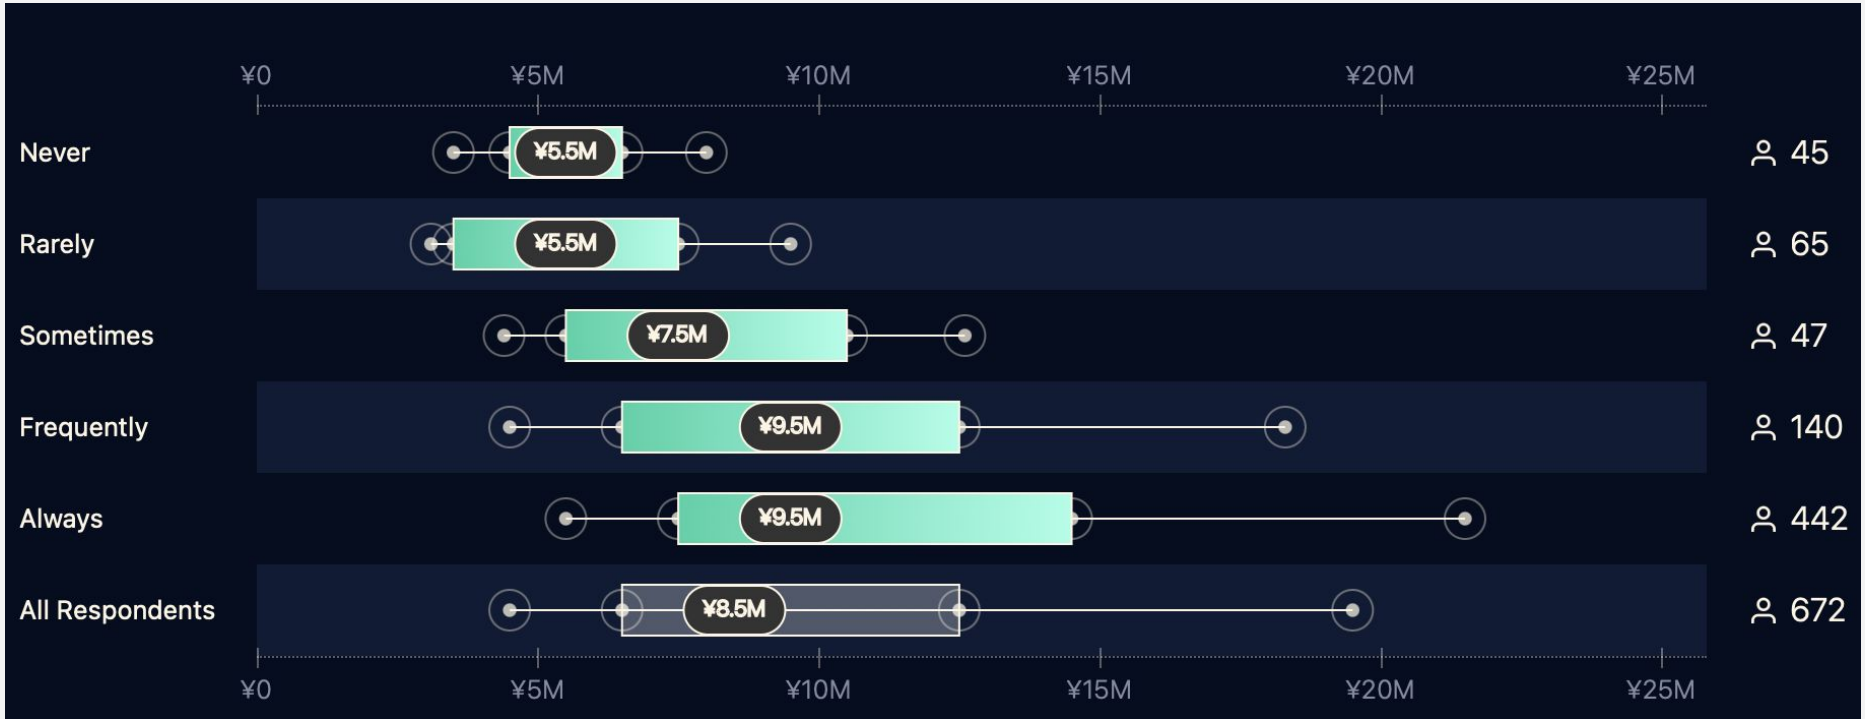 ¥0 ¥5M ¥10M ¥15M ¥20M ¥25M
Never ¥5.5M 45
Rarely ¥5.5M 65
Sometimes ¥7.5M 47
Frequently ¥9.5M 140
Always ¥9.5M 442
All Respondents ¥8.5M 672
¥0 ¥5M ¥10M ¥15M ¥20M ¥25M